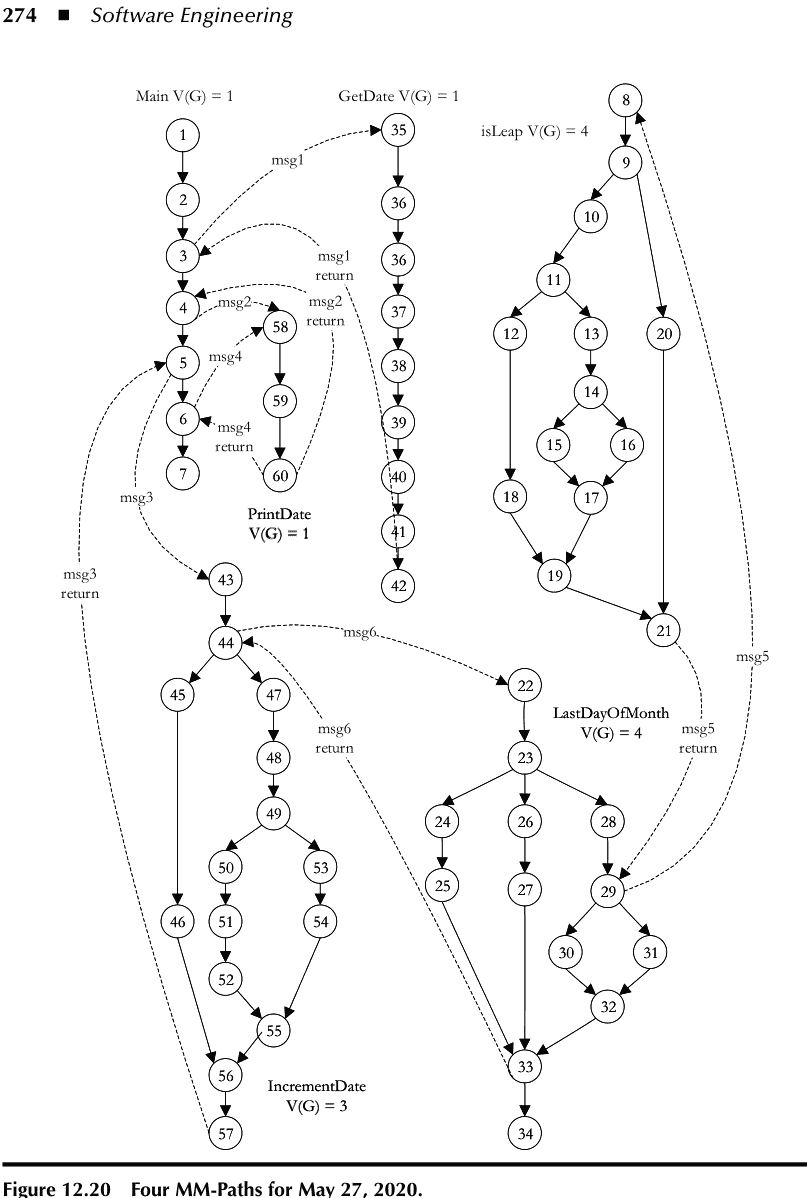 274 ■ Software Engineering
Main V(G) = 1
GetDate V(G) = 1
isLeap V(G) = 4
1
2
3
4
5
6
7
msg1
msg1
return
msg2
msg2
return
msg4
msg4
return
58
59
60
PrintDate
V(G) = 1
35
36
36
37
38
39
40
41
42
8
9
10
11
12
13
20
14
15
16
18
17
19
21
msg3
msg3
return
43
44
45
47
48
49
50
53
46
51
54
52
55
56
57
IncrementDate
V(G) = 3
msg6
msg6
return
msg5
msg5
return
22
LastDayOfMonth
V(G) = 4
23
24
26
28
25
27
29
30
31
32
33
34
Figure 12.20 Four MM-Paths for May 27, 2020.